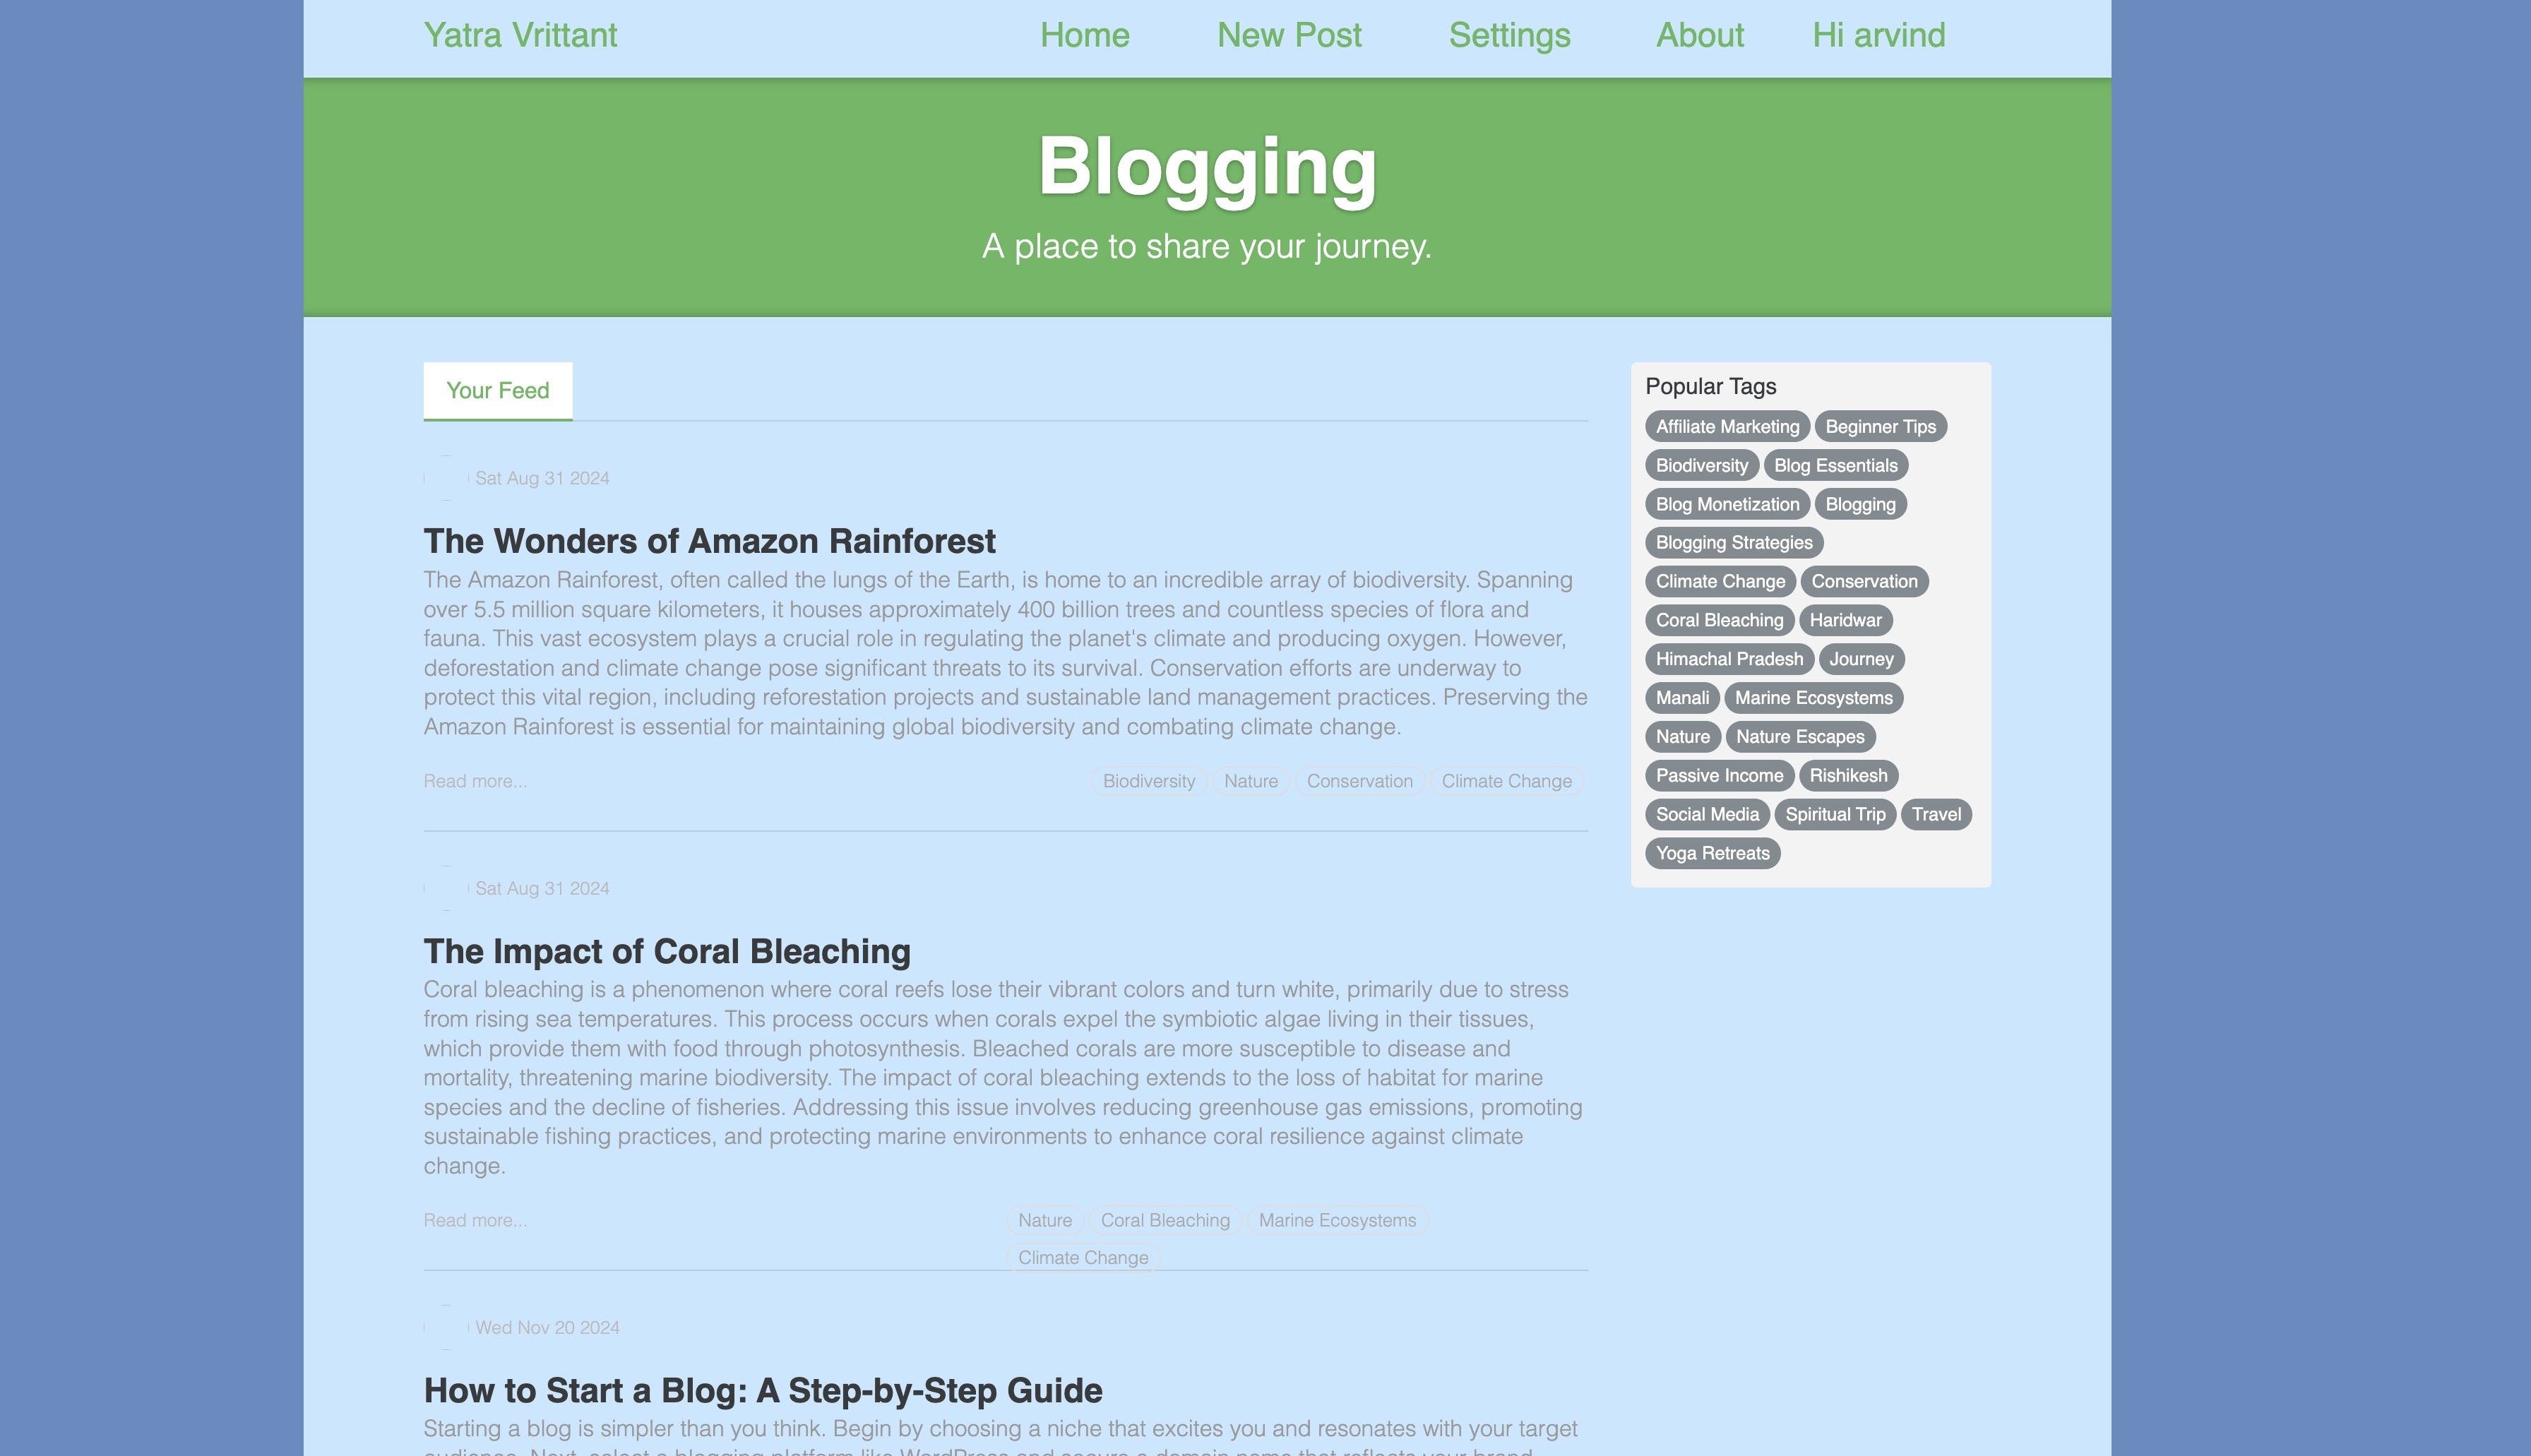 Yatra Vrittant Home New Post Settings About Hi arvind
Blogging
A place to share your journey.
Your Feed
Sat Aug 31 2024
The Wonders of Amazon Rainforest
The Amazon Rainforest, often called the lungs of the Earth, is home to an incredible array of biodiversity. Spanning
over 5.5 million square kilometers, it houses approximately 400 billion trees and countless species of flora and
fauna. This vast ecosystem plays a crucial role in regulating the planet's climate and producing oxygen. However,
deforestation and climate change pose significant threats to its survival. Conservation efforts are underway to
protect this vital region, including reforestation projects and sustainable land management practices. Preserving the
Amazon Rainforest is essential for maintaining global biodiversity and combating climate change.
Read more... Biodiversity Nature Conservation Climate Change
Sat Aug 31 2024
The Impact of Coral Bleaching
Coral bleaching is a phenomenon where coral reefs lose their vibrant colors and turn white, primarily due to stress
from rising sea temperatures. This process occurs when corals expel the symbiotic algae living in their tissues,
which provide them with food through photosynthesis. Bleached corals are more susceptible to disease and
mortality, threatening marine biodiversity. The impact of coral bleaching extends to the loss of habitat for marine
species and the decline of fisheries. Addressing this issue involves reducing greenhouse gas emissions, promoting
sustainable fishing practices, and protecting marine environments to enhance coral resilience against climate
change.
Read more... Nature Coral Bleaching Marine Ecosystems
Climate Change
Wed Nov 20 2024
How to Start a Blog: A Step-by-Step Guide
Starting a blog is simpler than you think. Begin by choosing a niche that excites you and resonates with your target
audience. Next, select a blogging platform like WordPress and secure a domain name that reflects your brand.
Popular Tags
Affiliate Marketing Beginner Tips
Biodiversity Blog Essentials
Blog Monetization Blogging
Blogging Strategies
Climate Change Conservation
Coral Bleaching Haridwar
Himachal Pradesh Journey
Manali Marine Ecosystems
Nature Nature Escapes
Passive Income Rishikesh
Social Media Spiritual Trip Travel
Yoga Retreats